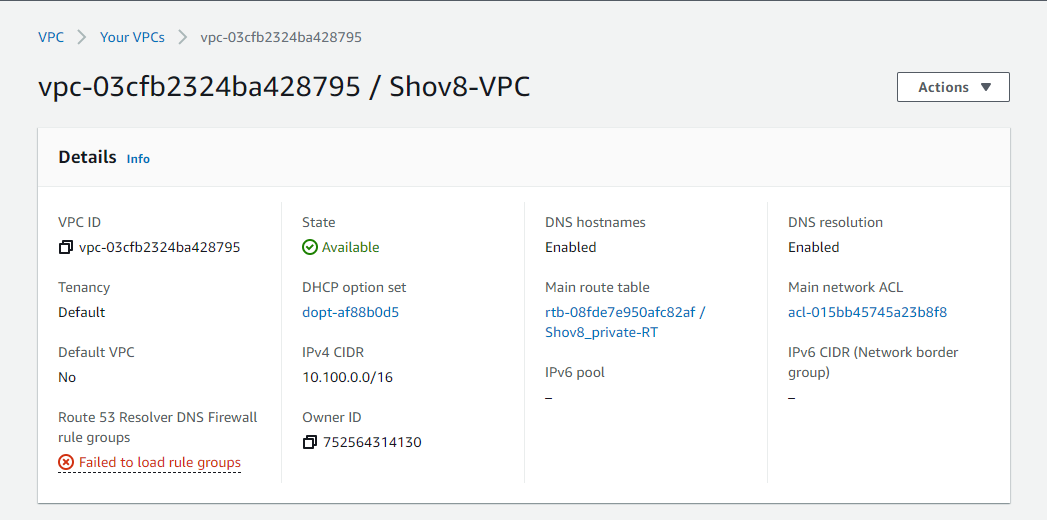 VPC > Your VPCs > vpc-03cfb2324ba428795
vpc-03cfb2324ba428795 / Shov8-VPC
Actions ▼
Details Info
VPC ID
vpc-03cfb2324ba428795
Tenancy
Default
Default VPC
No
Route 53 Resolver DNS Firewall
rule groups
Failed to load rule groups
State
Available
DHCP option set
dopt-af88b0d5
IPv4 CIDR
10.100.0.0/16
Owner ID
752564314130
DNS hostnames
Enabled
Main route table
rtb-08fde7e950afc82af /
Shov8_private-RT
IPv6 pool
–
DNS resolution
Enabled
Main network ACL
acl-015bb45745a23b8f8
IPv6 CIDR (Network border
group)
–